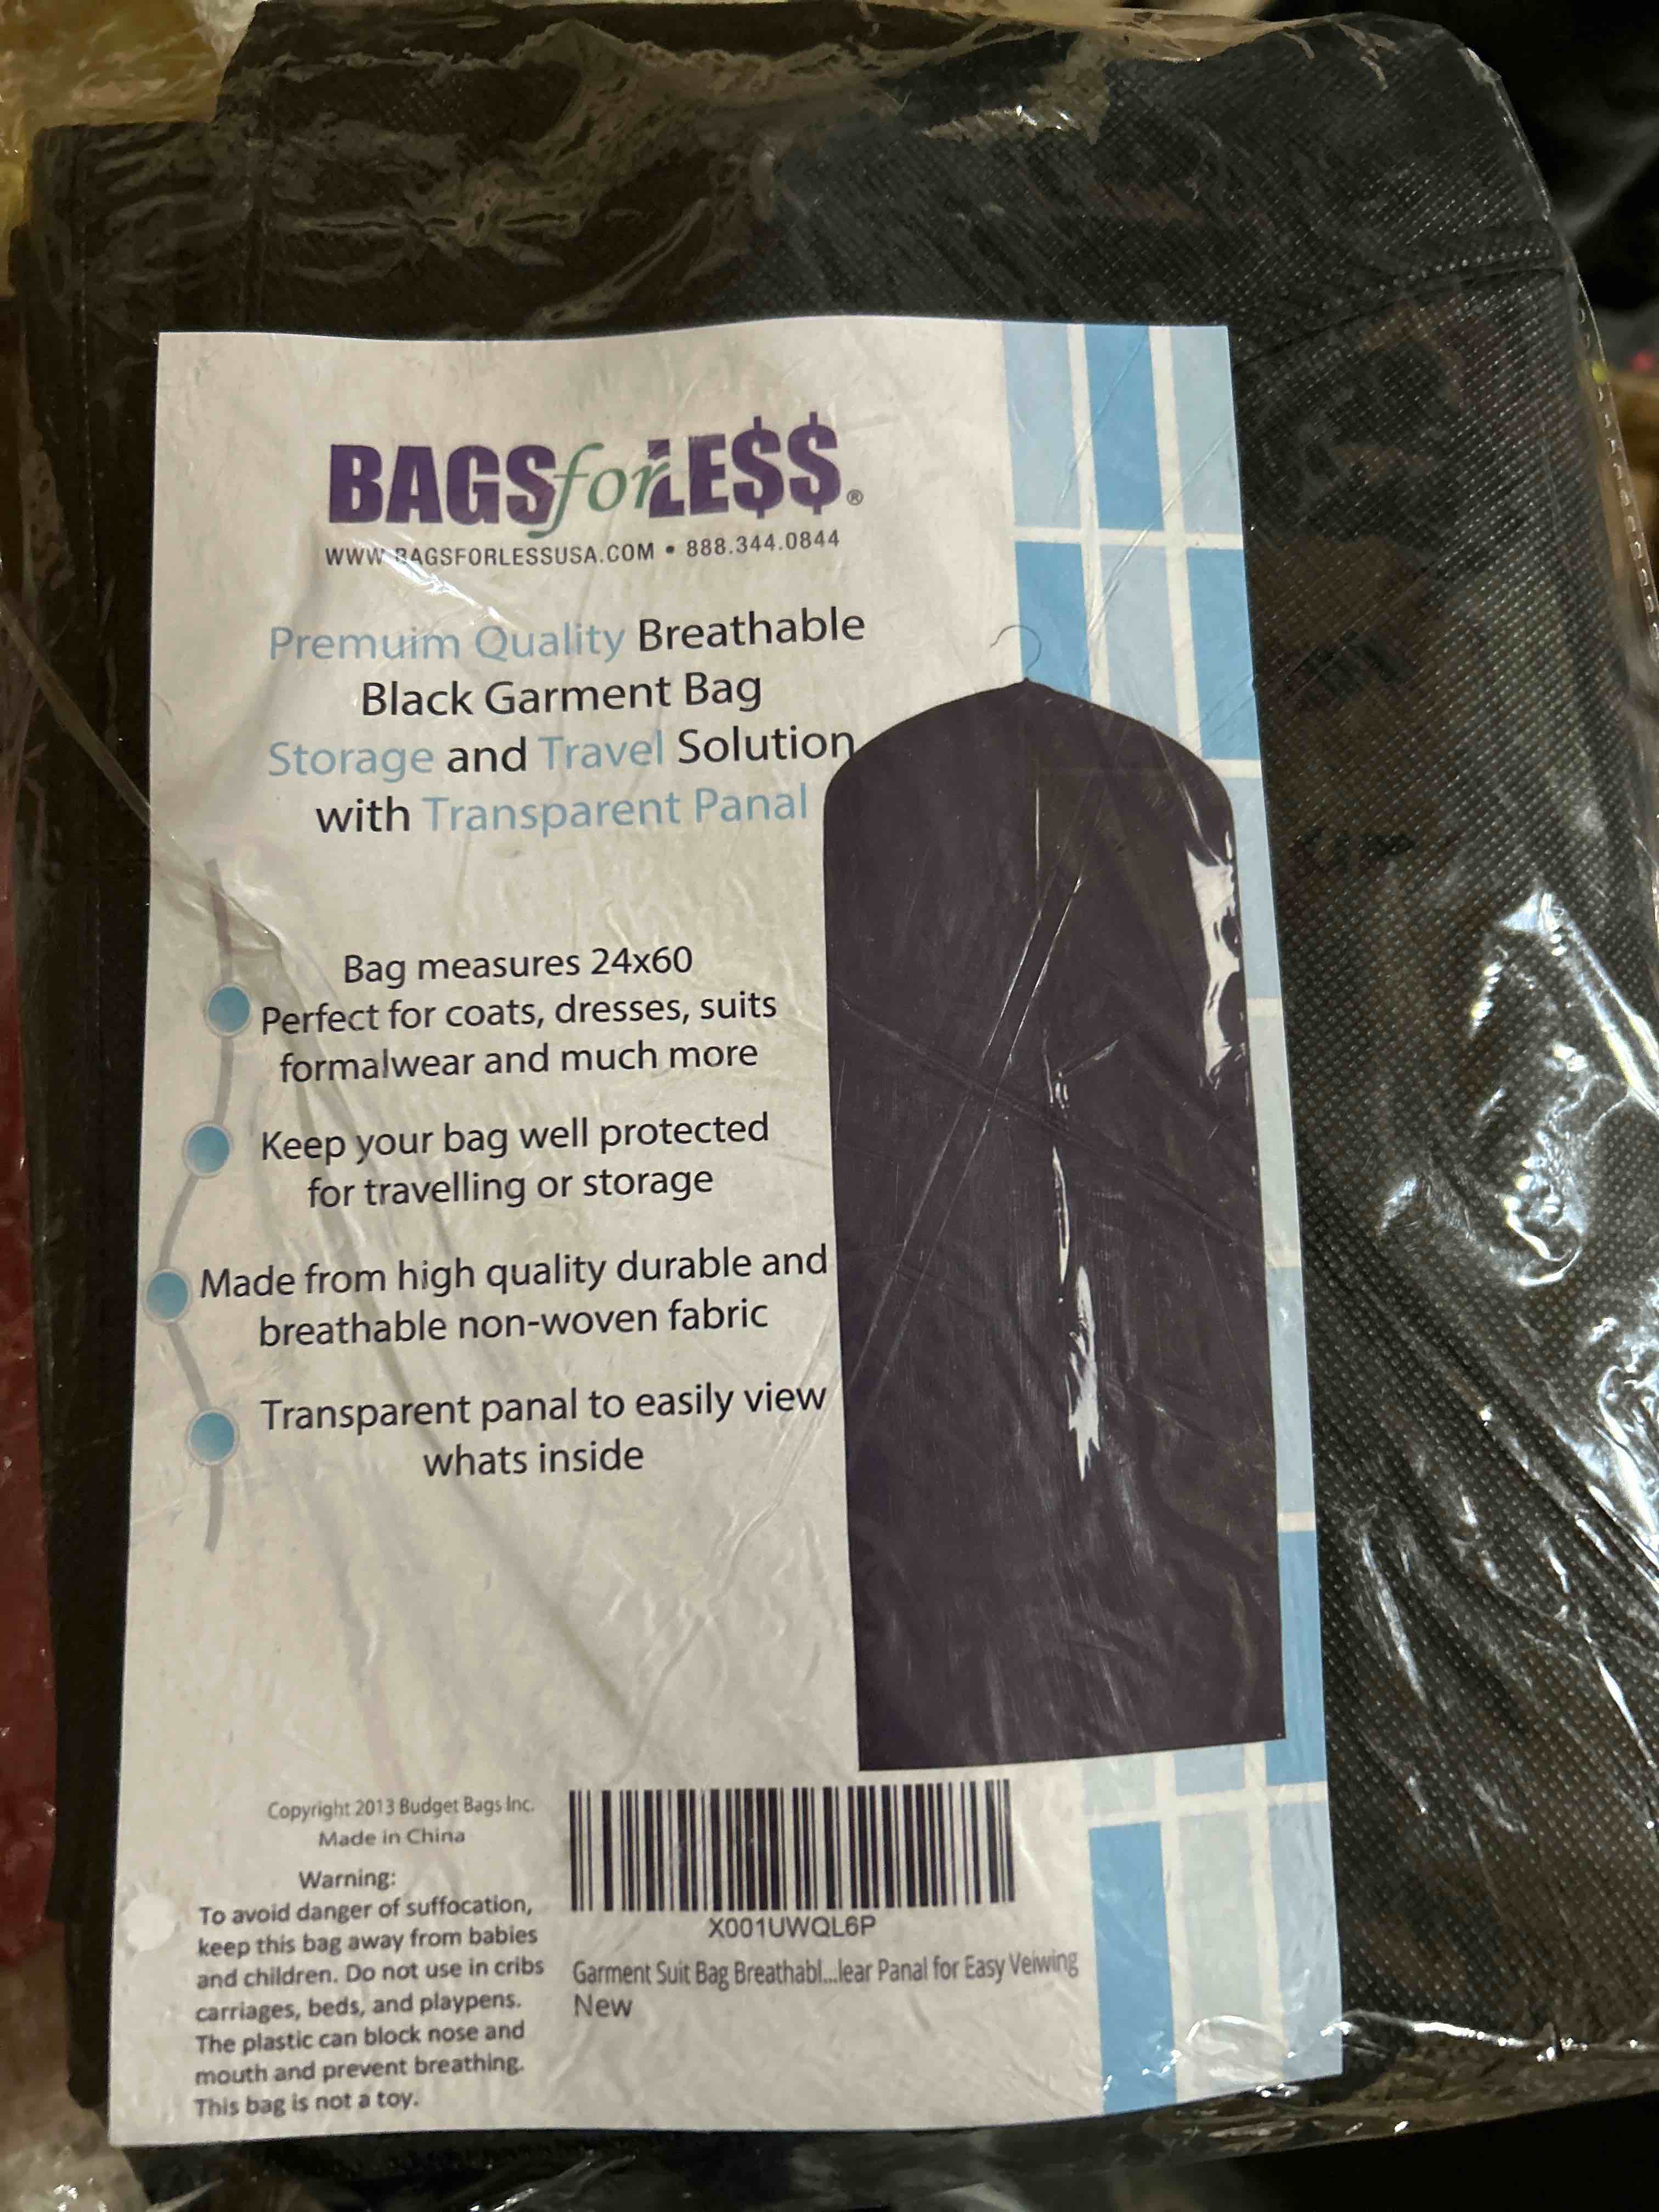 BAGSforLE$$®
WWW.BAGSFORLESSUSA.COM • 888.344.0844
Premuim Quality Breathable
Black Garment Bag
Storage and Travel Solution
with Transparent Panal
Bag measures 24x60
Perfect for coats, dresses, suits
formalwear and much more
Keep your bag well protected
for travelling or storage
Made from high quality durable and
breathable non-woven fabric
Transparent panal to easily view
whats inside
Copyright 2013 Budget Bags Inc.
Made in China
Warning:
To avoid danger of suffocation,
keep this bag away from babies
and children. Do not use in cribs
carriages, beds, and playpens.
The plastic can block nose and
mouth and prevent breathing.
This bag is not a toy.
X001UWQL6P
Garment Suit Bag Breathabl...lear Panal for Easy Veiwing
New